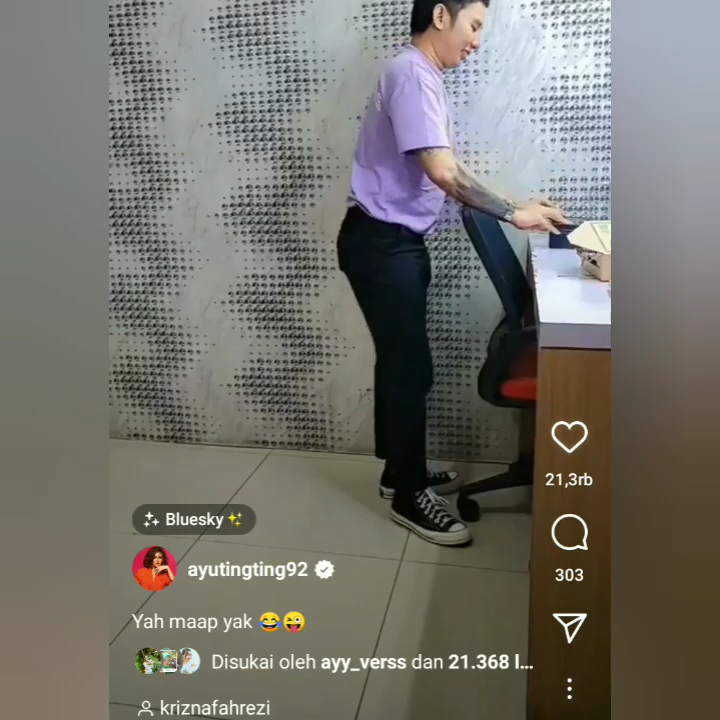 21,3rb
Bluesky✨
303
ayutingting92
Yah maap yak 😂😜
Disukai oleh ayy_verss dan 21.368 l...
kriznafahrezi